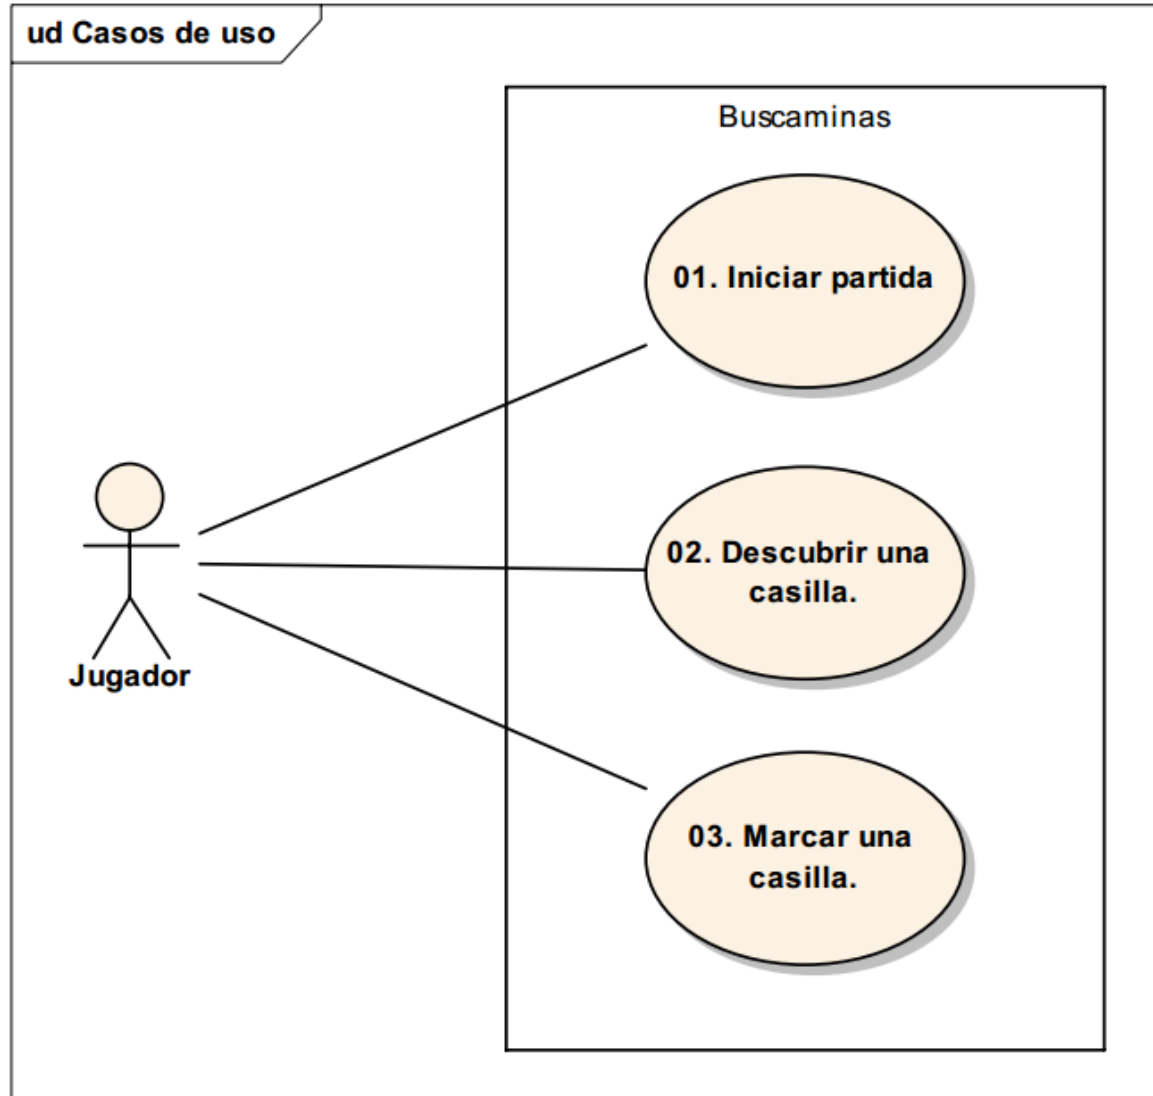 ud Casos de uso
Buscaminas
01. Iniciar partida
02. Descubrir una
casilla.
Jugador
03. Marcar una
casilla.